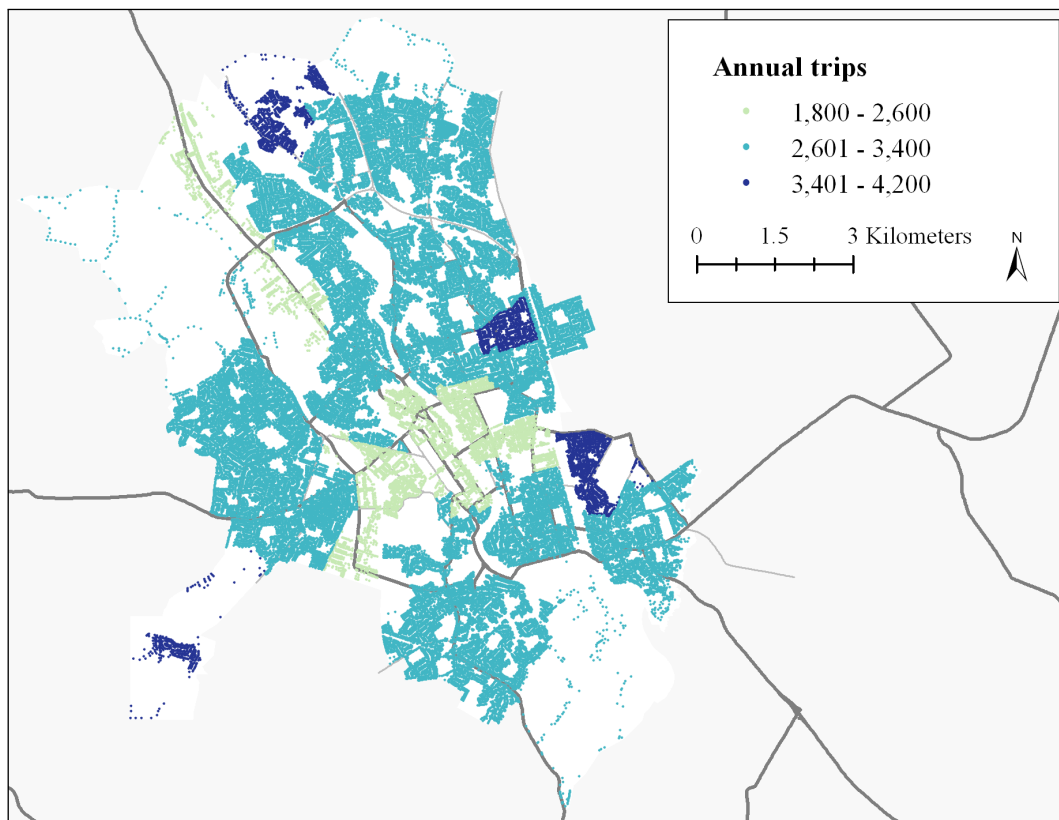 Annual trips
1,800 - 2,600
2,601 - 3,400
3,401 - 4,200
0 1.5 3 Kilometers
N